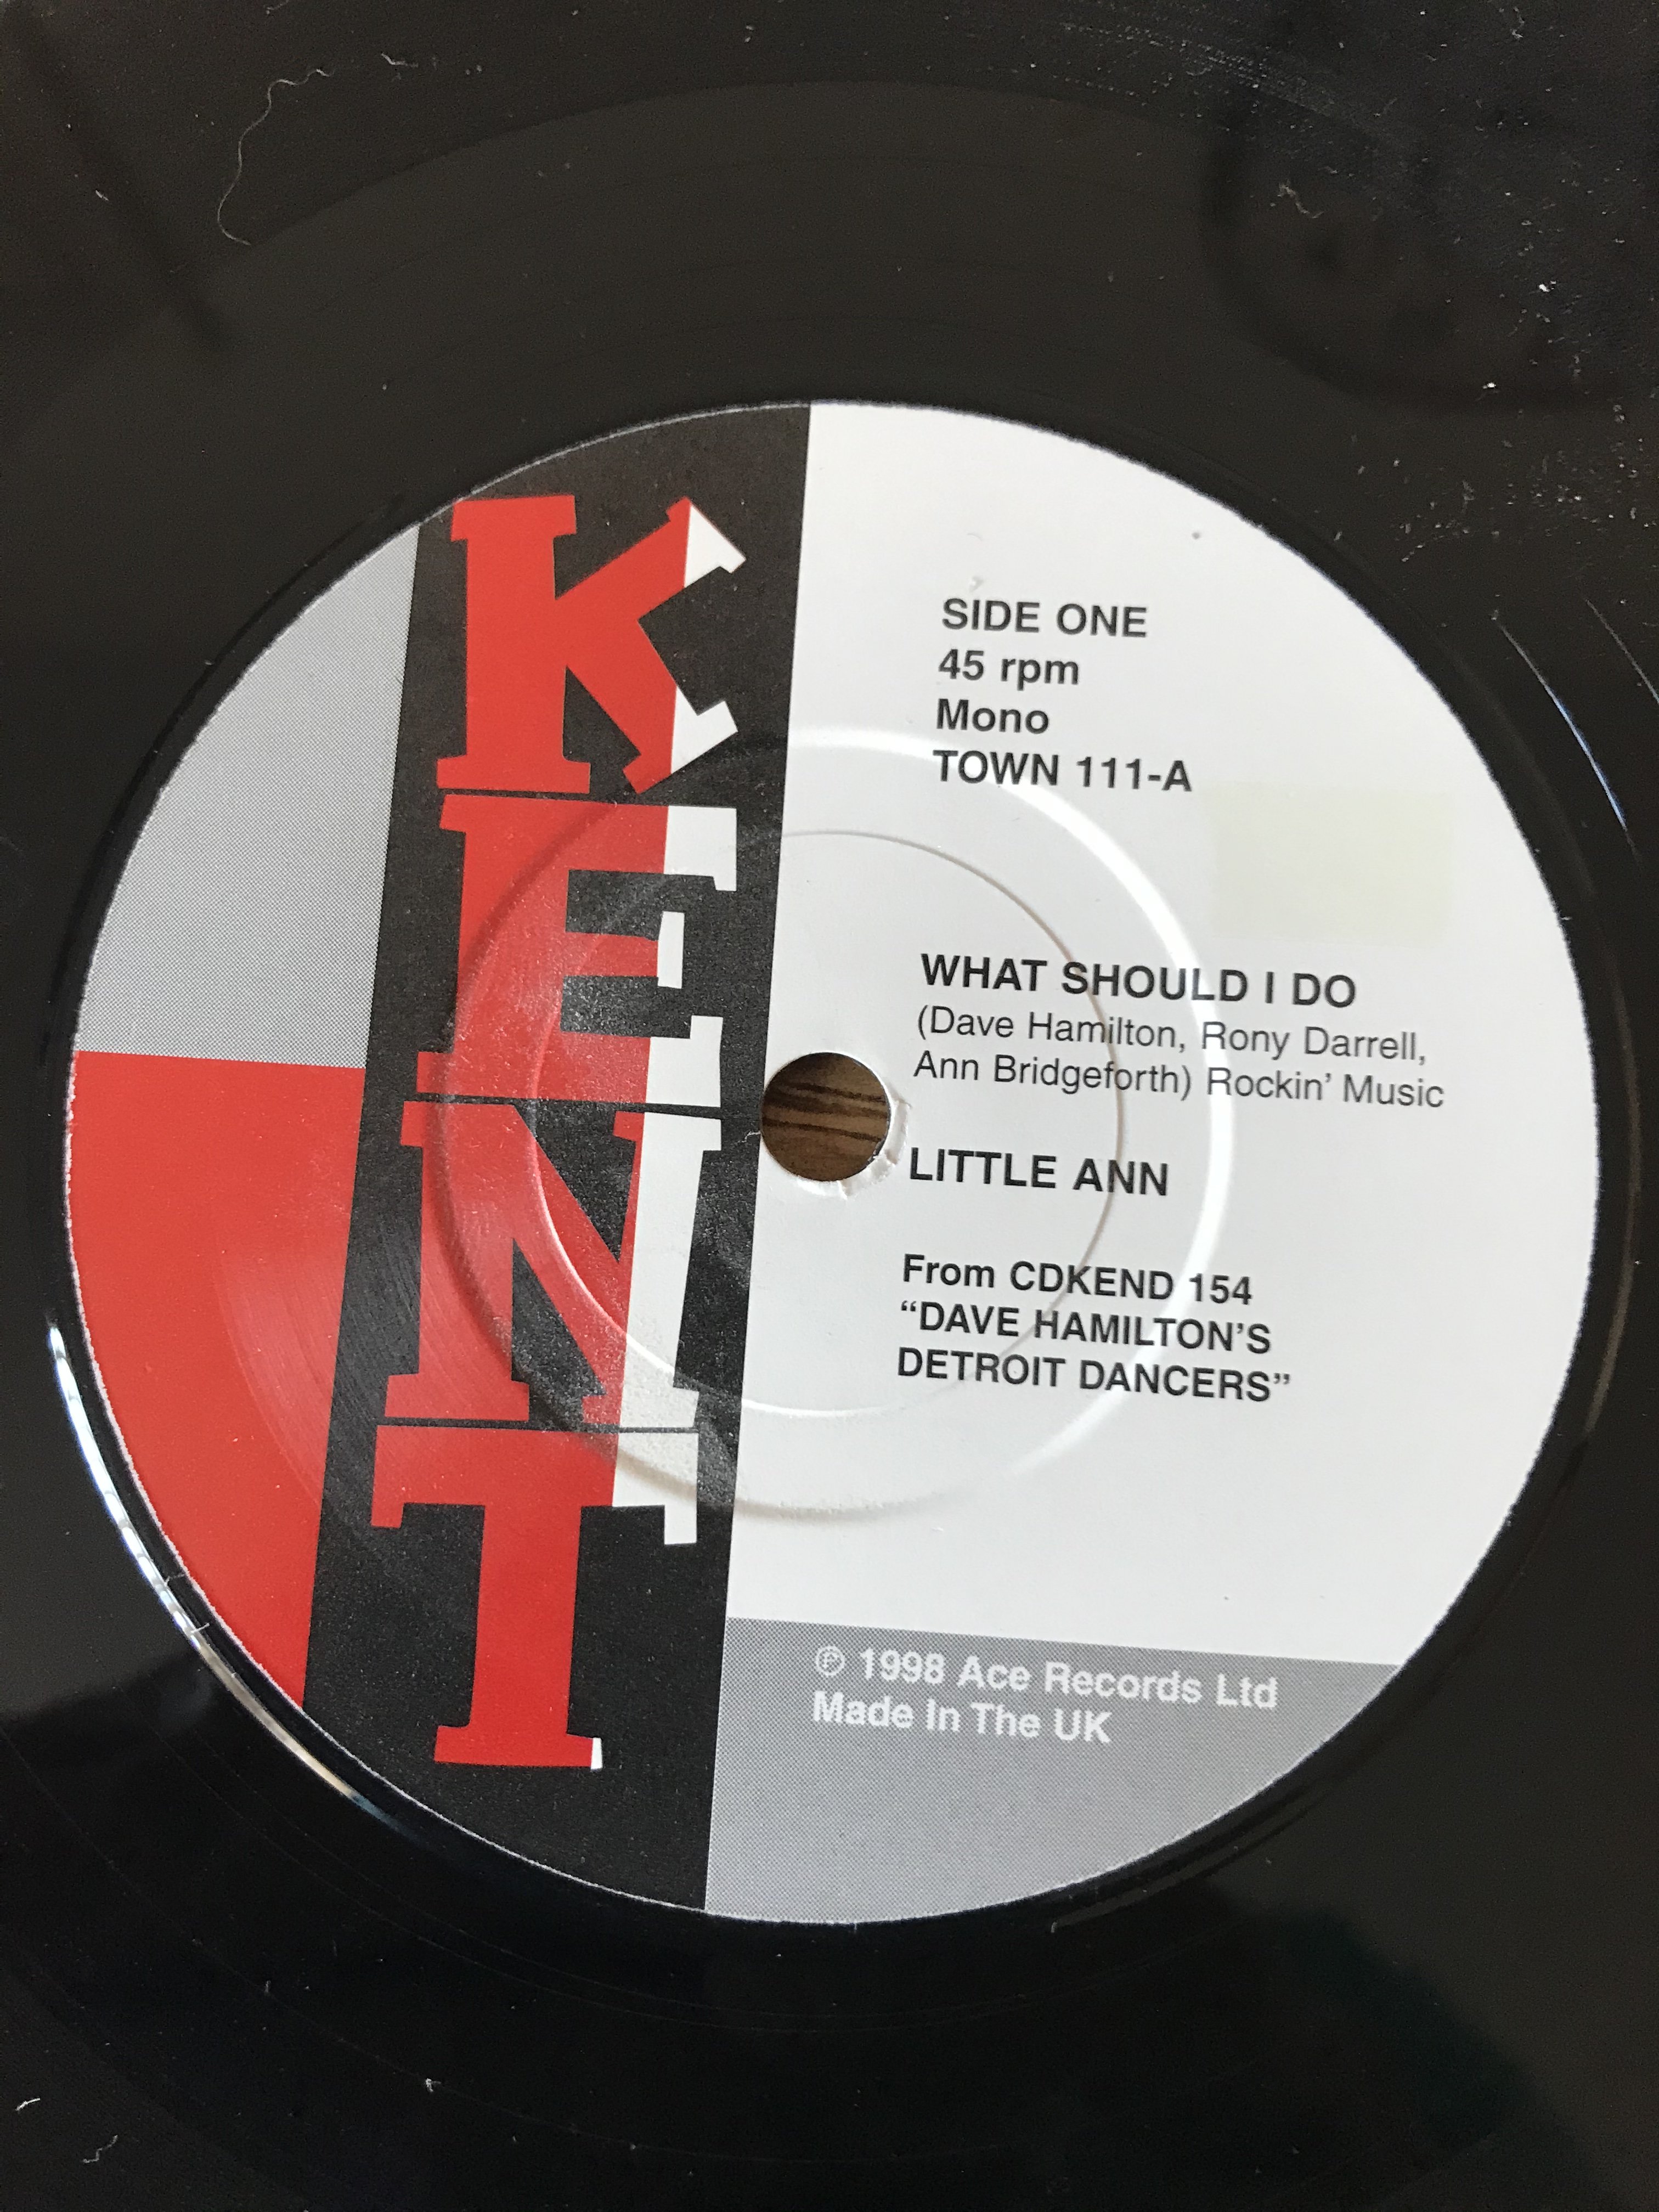 KENT
SIDE ONE
45 rpm
Mono
TOWN 111-A
WHAT SHOULD I DO
(Dave Hamilton, Rony Darrell,
Ann Bridgeforth) Rockin’ Music
LITTLE ANN
From CDKEND 154
“DAVE HAMILTON’S
DETROIT DANCERS”
℗ 1998 Ace Records Ltd
Made In The UK